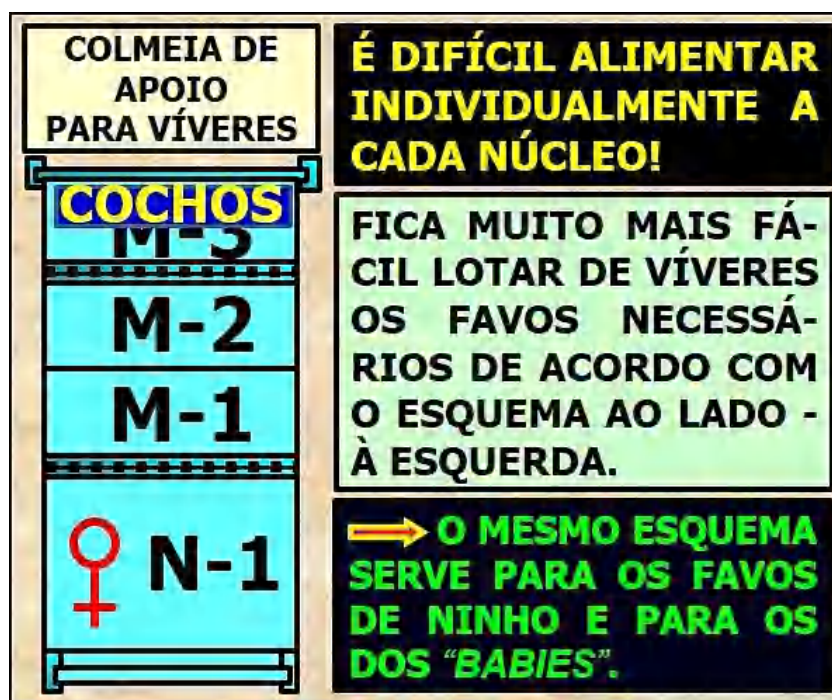 COLMEIA DE
APOIO
PARA VÍVERES
COCHOS
M-3
M-2
M-1
N-1
É DIFÍCIL ALIMENTAR
INDIVIDUALMENTE A
CADA NÚCLEO!
FICA MUITO MAIS FÁ-
CIL LOTAR DE VÍVERES
OS FAVOS NECESSÁ-
RIOS DE ACORDO COM
O ESQUEMA AO LADO -
À ESQUERDA.
O MESMO ESQUEMA
SERVE PARA OS FAVOS
DE NINHO E PARA OS
DOS “BABIES”.